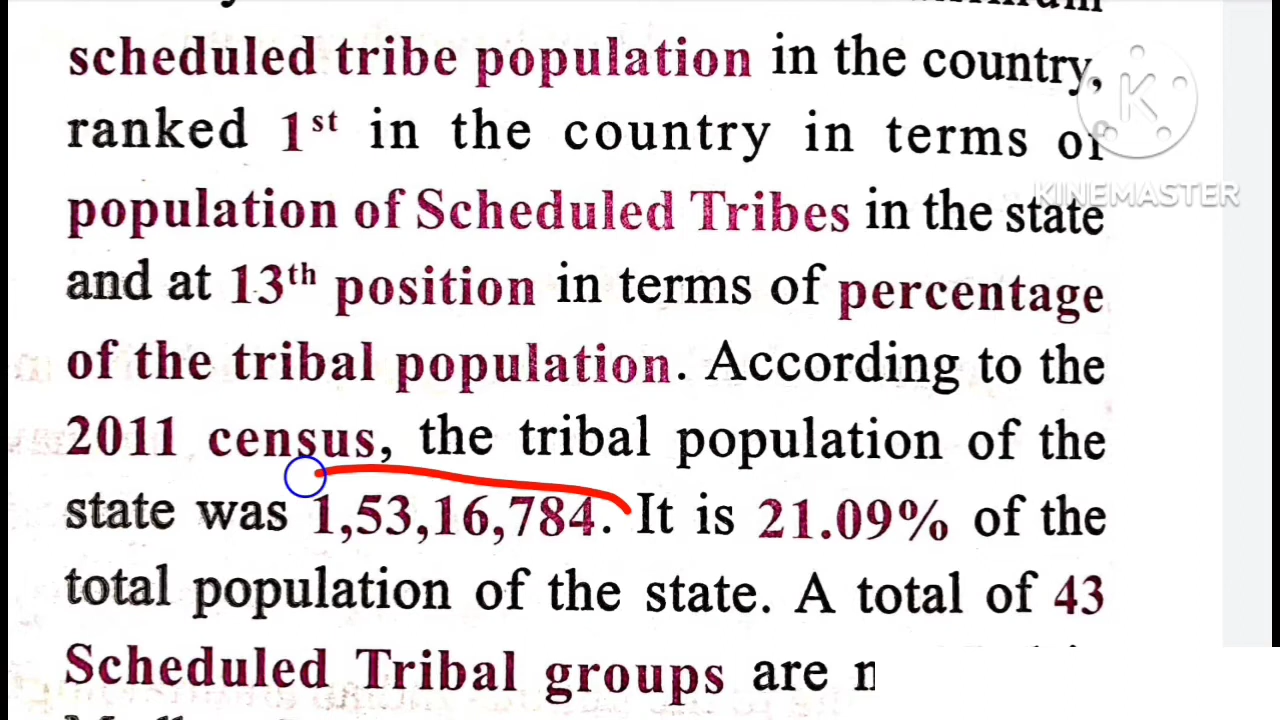 scheduled tribe population in the country,
ranked 1st in the country in terms of
population of Scheduled Tribes in the state
and at 13th position in terms of percentage
of the tribal population. According to the
2011 census, the tribal population of the
state was 1,53,16,784. It is 21.09% of the
total population of the state. A total of 43
Scheduled Tribal groups are
K
KINEMASTER